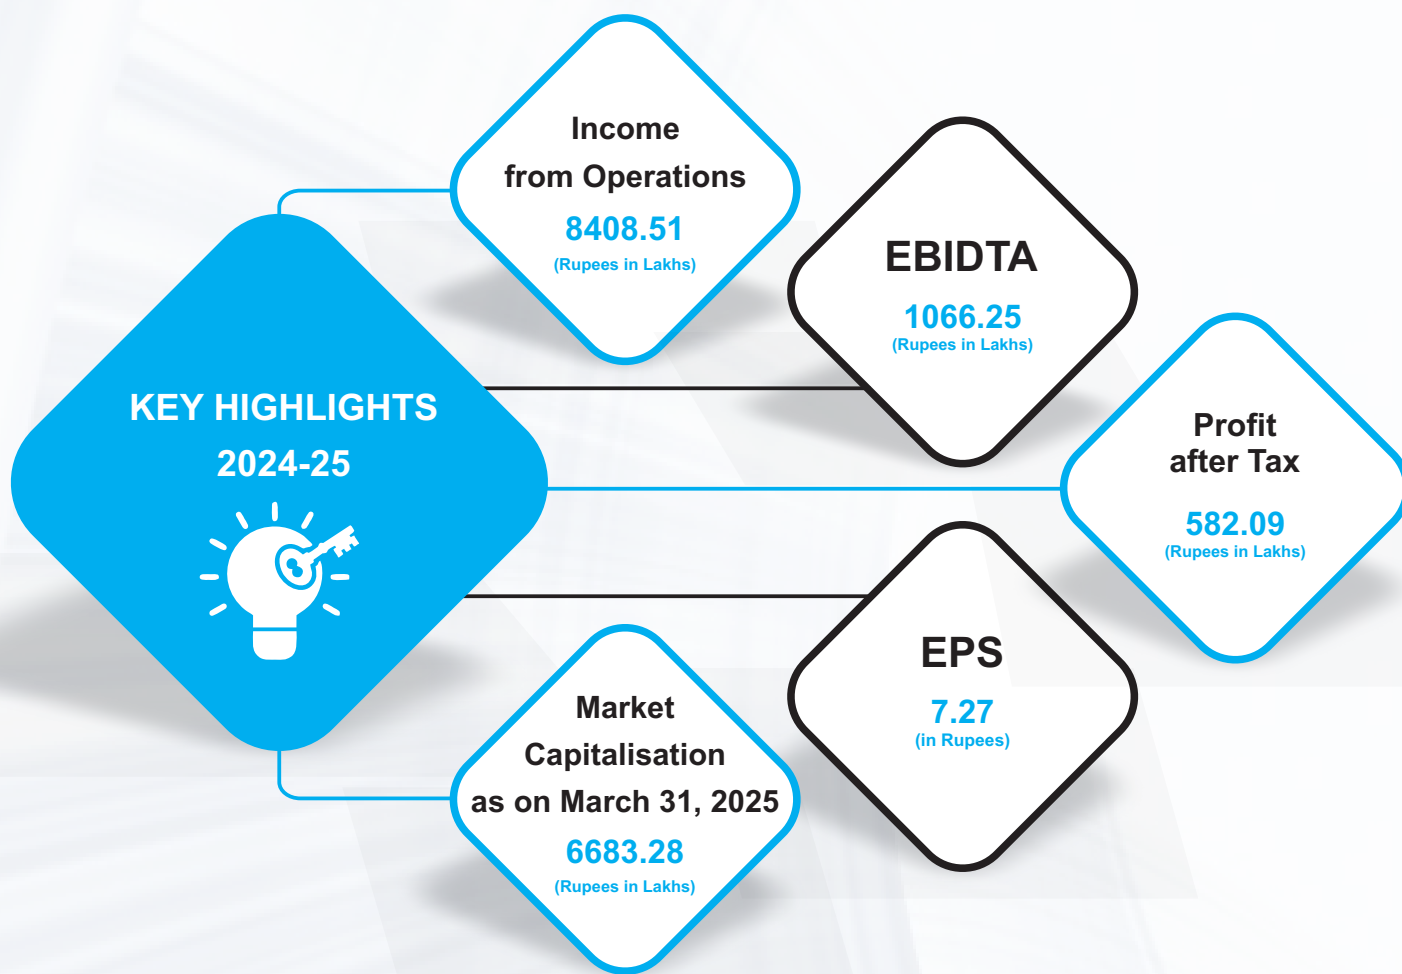 KEY HIGHLIGHTS
2024-25
Income
from Operations
8408.51
(Rupees in Lakhs)
EBIDTA
1066.25
(Rupees in Lakhs)
Profit
after Tax
582.09
(Rupees in Lakhs)
EPS
7.27
(in Rupees)
Market
Capitalisation
as on March 31, 2025
6683.28
(Rupees in Lakhs)